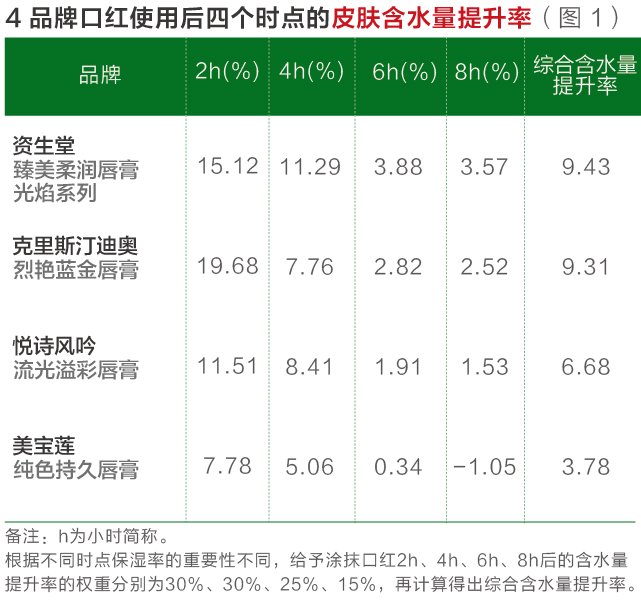 4品牌口红使用后四个时点的皮肤含水量提升率（图1）
品牌 2h(%) 4h(%) 6h(%) 8h(%) 综合含水量
提升率
资生堂
臻美柔润唇膏 15.12 11.29 3.88 3.57 9.43
光焰系列
克里斯汀迪奥
烈艳蓝金唇膏 19.68 7.76 2.82 2.52 9.31
悦诗风吟
流光溢彩唇膏 11.51 8.41 1.91 1.53 6.68
美宝莲
纯色持久唇膏 7.78 5.06 0.34 −1.05 3.78
备注：h为小时简称。
根据不同时点保湿率的重要性不同，给予涂抹口红2h、4h、6h、8h后的含水量
提升率的权重分别为30%、30%、25%、15%，再计算得出综合含水量提升率。